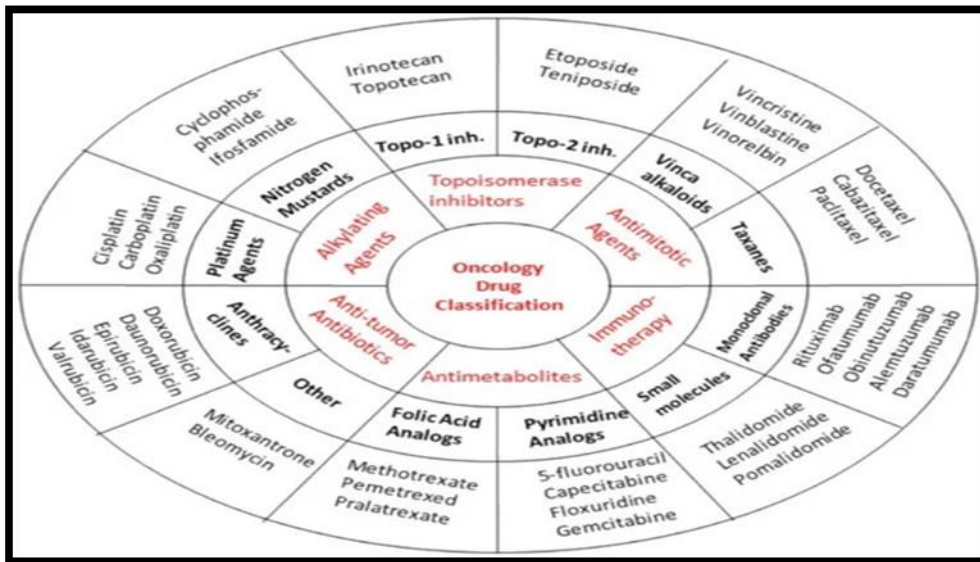 Oncology
Drug
Classification
Topoisomerase
inhibitors
Topo-1 inh.
Irinotecan
Topotecan
Topo-2 inh.
Etoposide
Teniposide
Antimitotic
Agents
Vinca
alkaloids
Vincristine
Vinblastine
Vinorelbin
Taxanes
Docetaxel
Cabazitaxel
Paclitaxel
Immuno-
therapy
Monoclonal
Antibodies
Rituximab
Ofatumumab
Obinutuzumab
Alemtuzumab
Daratumumab
Small
molecules
Thalidomide
Lenalidomide
Pomalidomide
Antimetabolites
Pyrimidine
Analogs
5-fluorouracil
Capecitabine
Floxuridine
Gemcitabine
Folic Acid
Analogs
Methotrexate
Pemetrexed
Pralatrexate
Anti-tumor
Antibiotics
Other
Mitoxantrone
Bleomycin
Anthracy-
clines
Doxorubicin
Daunorubicin
Epirubicin
Idarubicin
Valrubicin
Alkylating
Agents
Platinum
Agents
Cisplatin
Carboplatin
Oxaliplatin
Nitrogen
Mustards
Cyclophos-
phamide
Ifosfamide